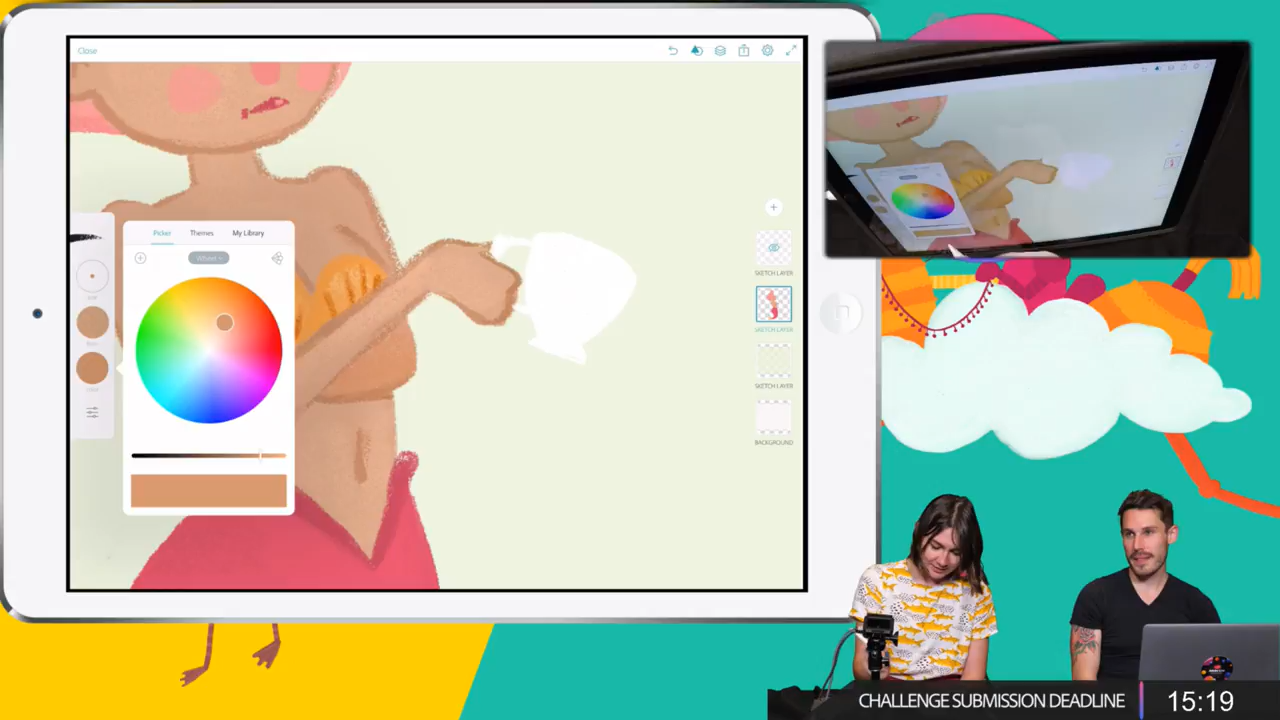 Close
Picker Themes My Library
Wheel
SKETCH LAYER
SKETCH LAYER
SKETCH LAYER
BACKGROUND
CHALLENGE SUBMISSION DEADLINE 15:19